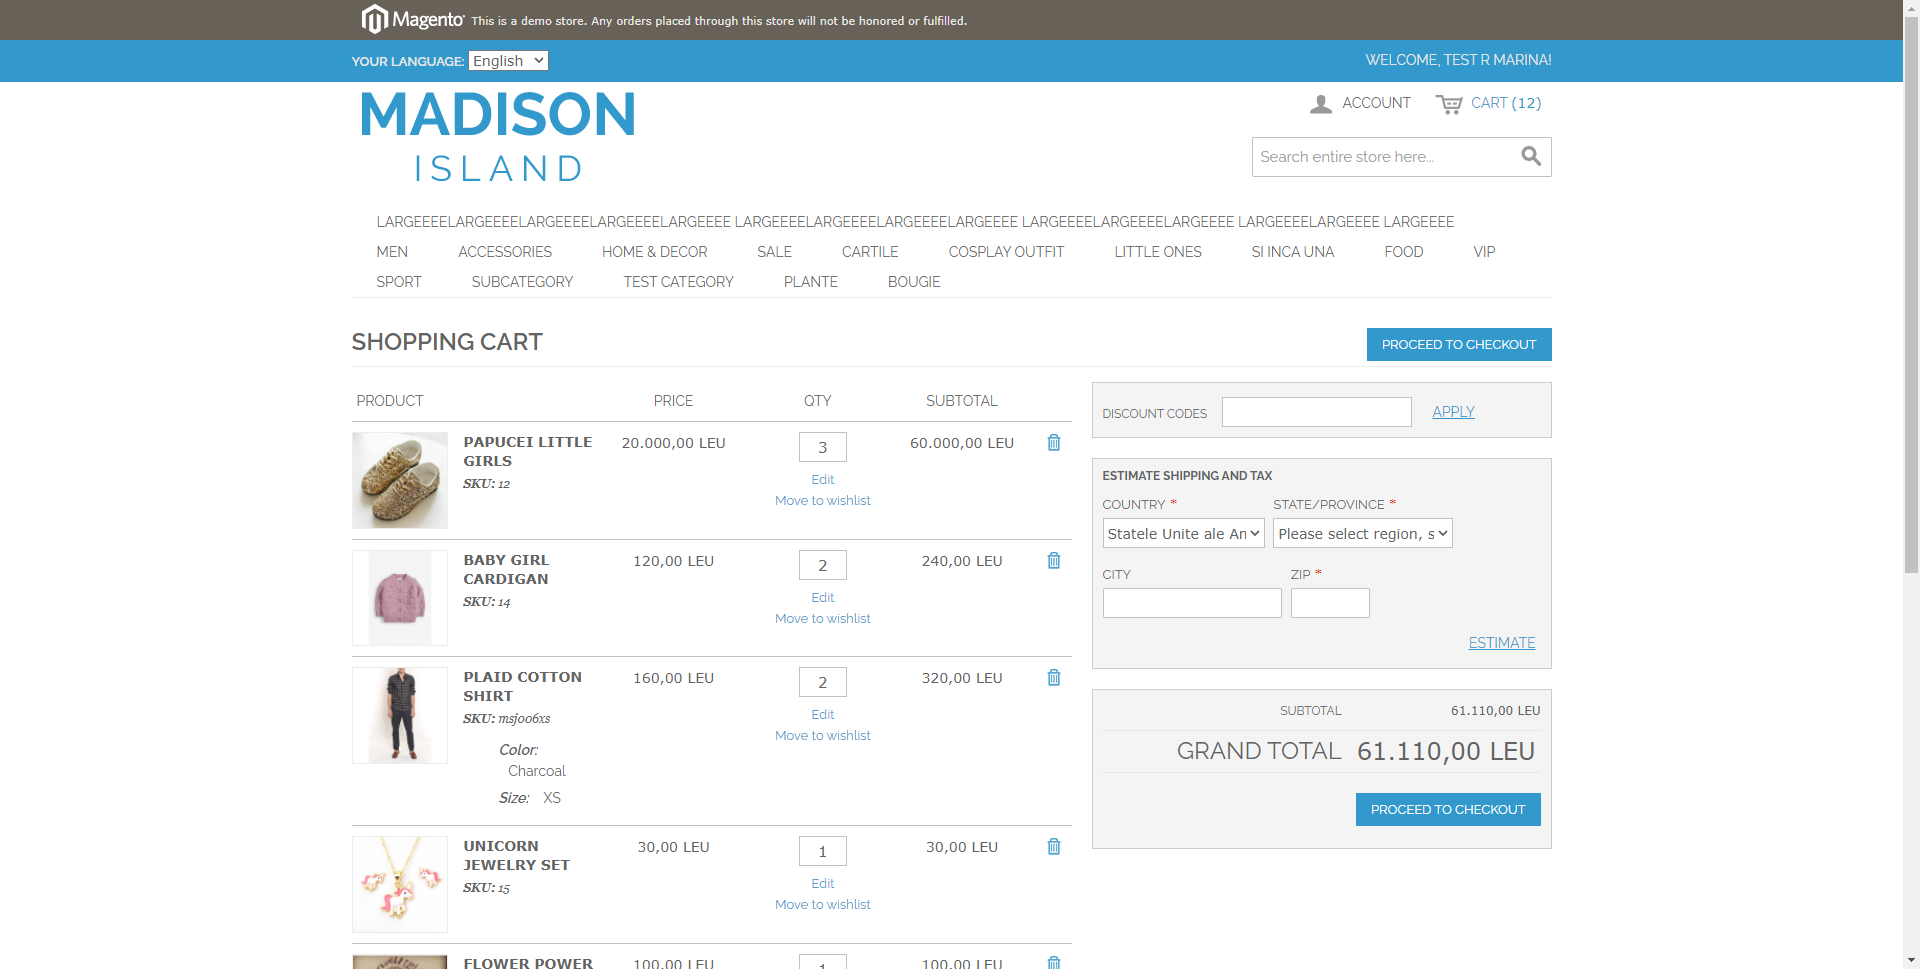 Magento® This is a demo store. Any orders placed through this store will not be honored or fulfilled.
YOUR LANGUAGE: English
WELCOME, TEST R MARINA!
MADISON
ISLAND
ACCOUNT CART (12)
Search entire store here...
LARGEEEELARGEEEELARGEEEELARGEEEELARGEEEE LARGEEEELARGEEEELARGEEEELARGEEEE LARGEEEELARGEEEELARGEEEE LARGEEEELARGEEEE LARGEEEE
MEN ACCESSORIES HOME & DECOR SALE CARTILE COSPLAY OUTFIT LITTLE ONES SI INCA UNA FOOD VIP
SPORT SUBCATEGORY TEST CATEGORY PLANTE BOUGIE
SHOPPING CART
PROCEED TO CHECKOUT
PRODUCT PRICE QTY SUBTOTAL
PAPUCEI LITTLE GIRLS 20.000,00 LEU 3 60.000,00 LEU
SKU: 12
Edit
Move to wishlist
BABY GIRL CARDIGAN 120,00 LEU 2 240,00 LEU
SKU: 14
Edit
Move to wishlist
PLAID COTTON SHIRT 160,00 LEU 2 320,00 LEU
SKU: msj006xs
Edit
Move to wishlist
Color:
Charcoal
Size: XS
UNICORN JEWELRY SET 30,00 LEU 1 30,00 LEU
SKU: 15
Edit
Move to wishlist
FLOWER POWER 100,00 LEU 1 100,00 LEU
DISCOUNT CODES APPLY
ESTIMATE SHIPPING AND TAX
COUNTRY * STATE/PROVINCE *
Statele Unite ale An Please select region, s
CITY ZIP *
ESTIMATE
SUBTOTAL 61.110,00 LEU
GRAND TOTAL 61.110,00 LEU
PROCEED TO CHECKOUT